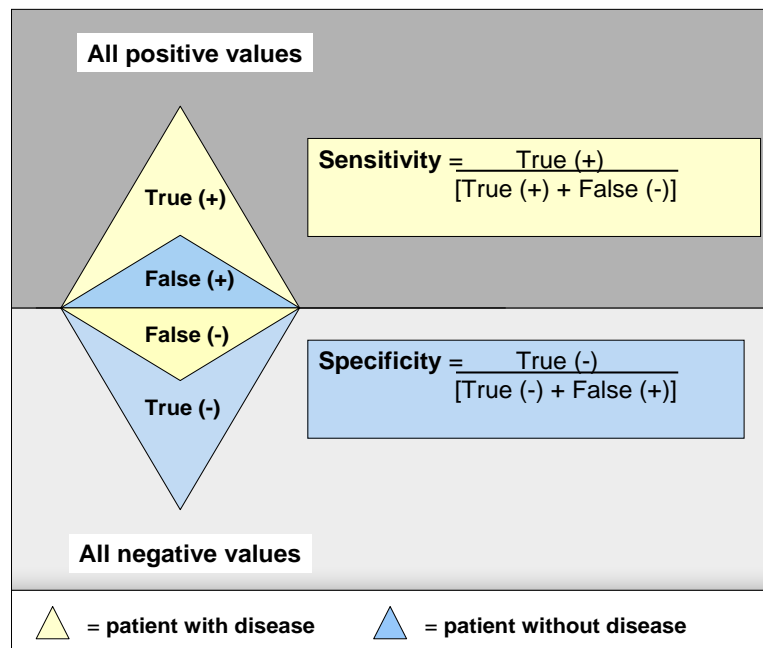 All positive values
Sensitivity = True (+)
[True (+) + False (-)]
True (+)
False (+)
False (-)
Specificity = True (-)
[True (-) + False (+)]
True (-)
All negative values
= patient with disease
= patient without disease